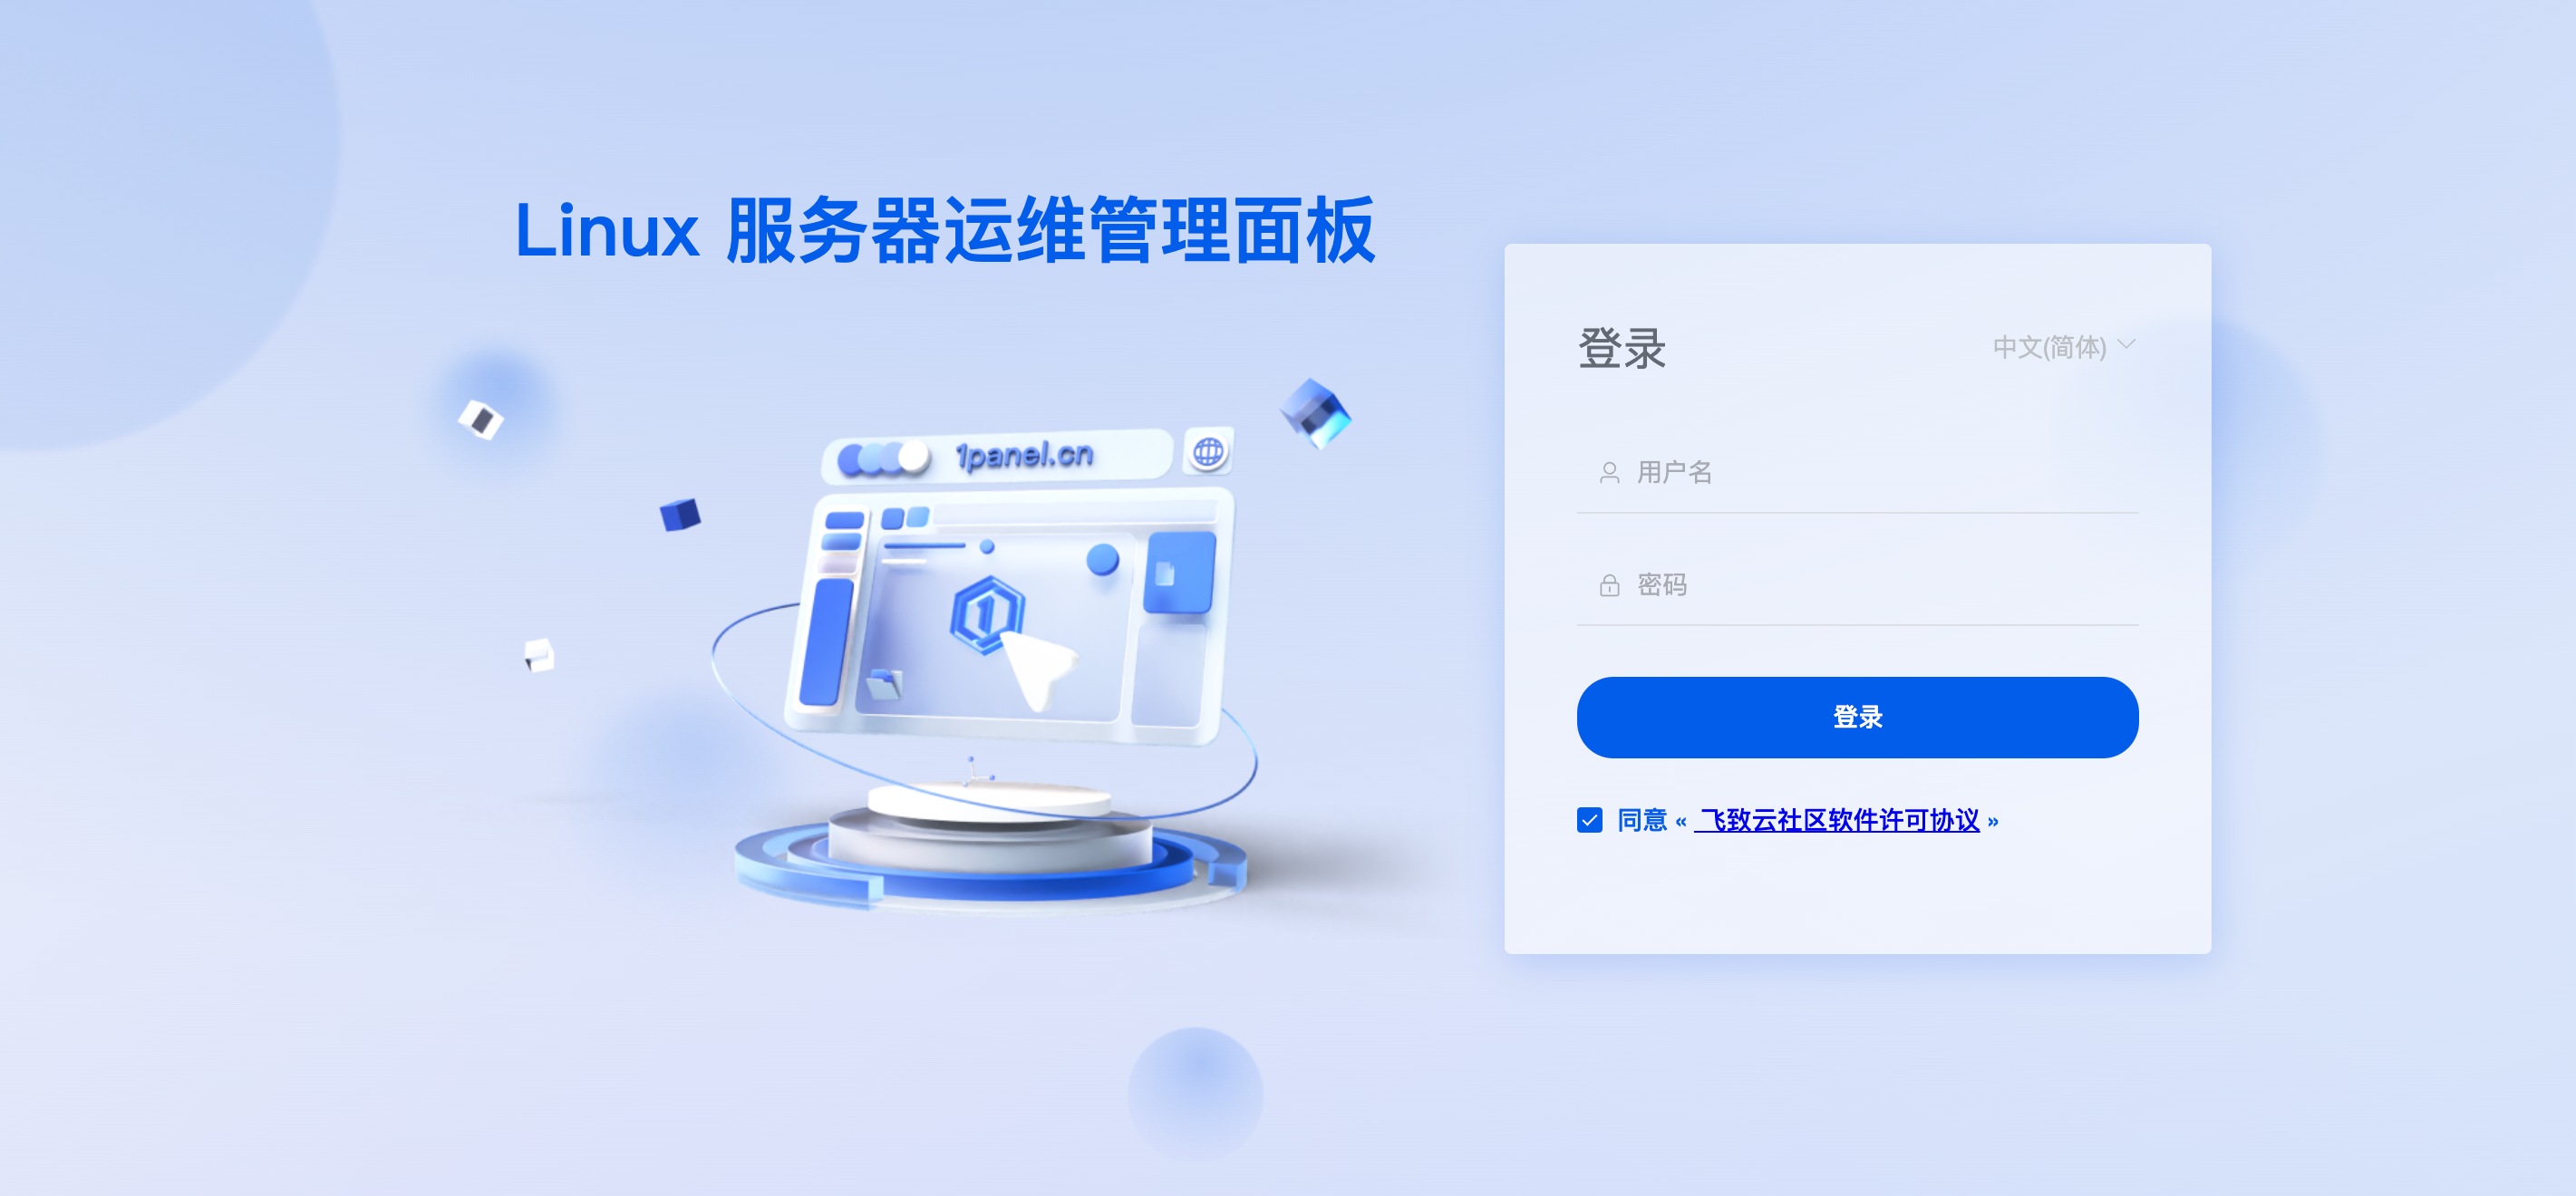 Linux 服务器运维管理面板
1panel.cn
登录
中文(简体)
用户名
密码
登录
同意 « 飞致云社区软件许可协议 »